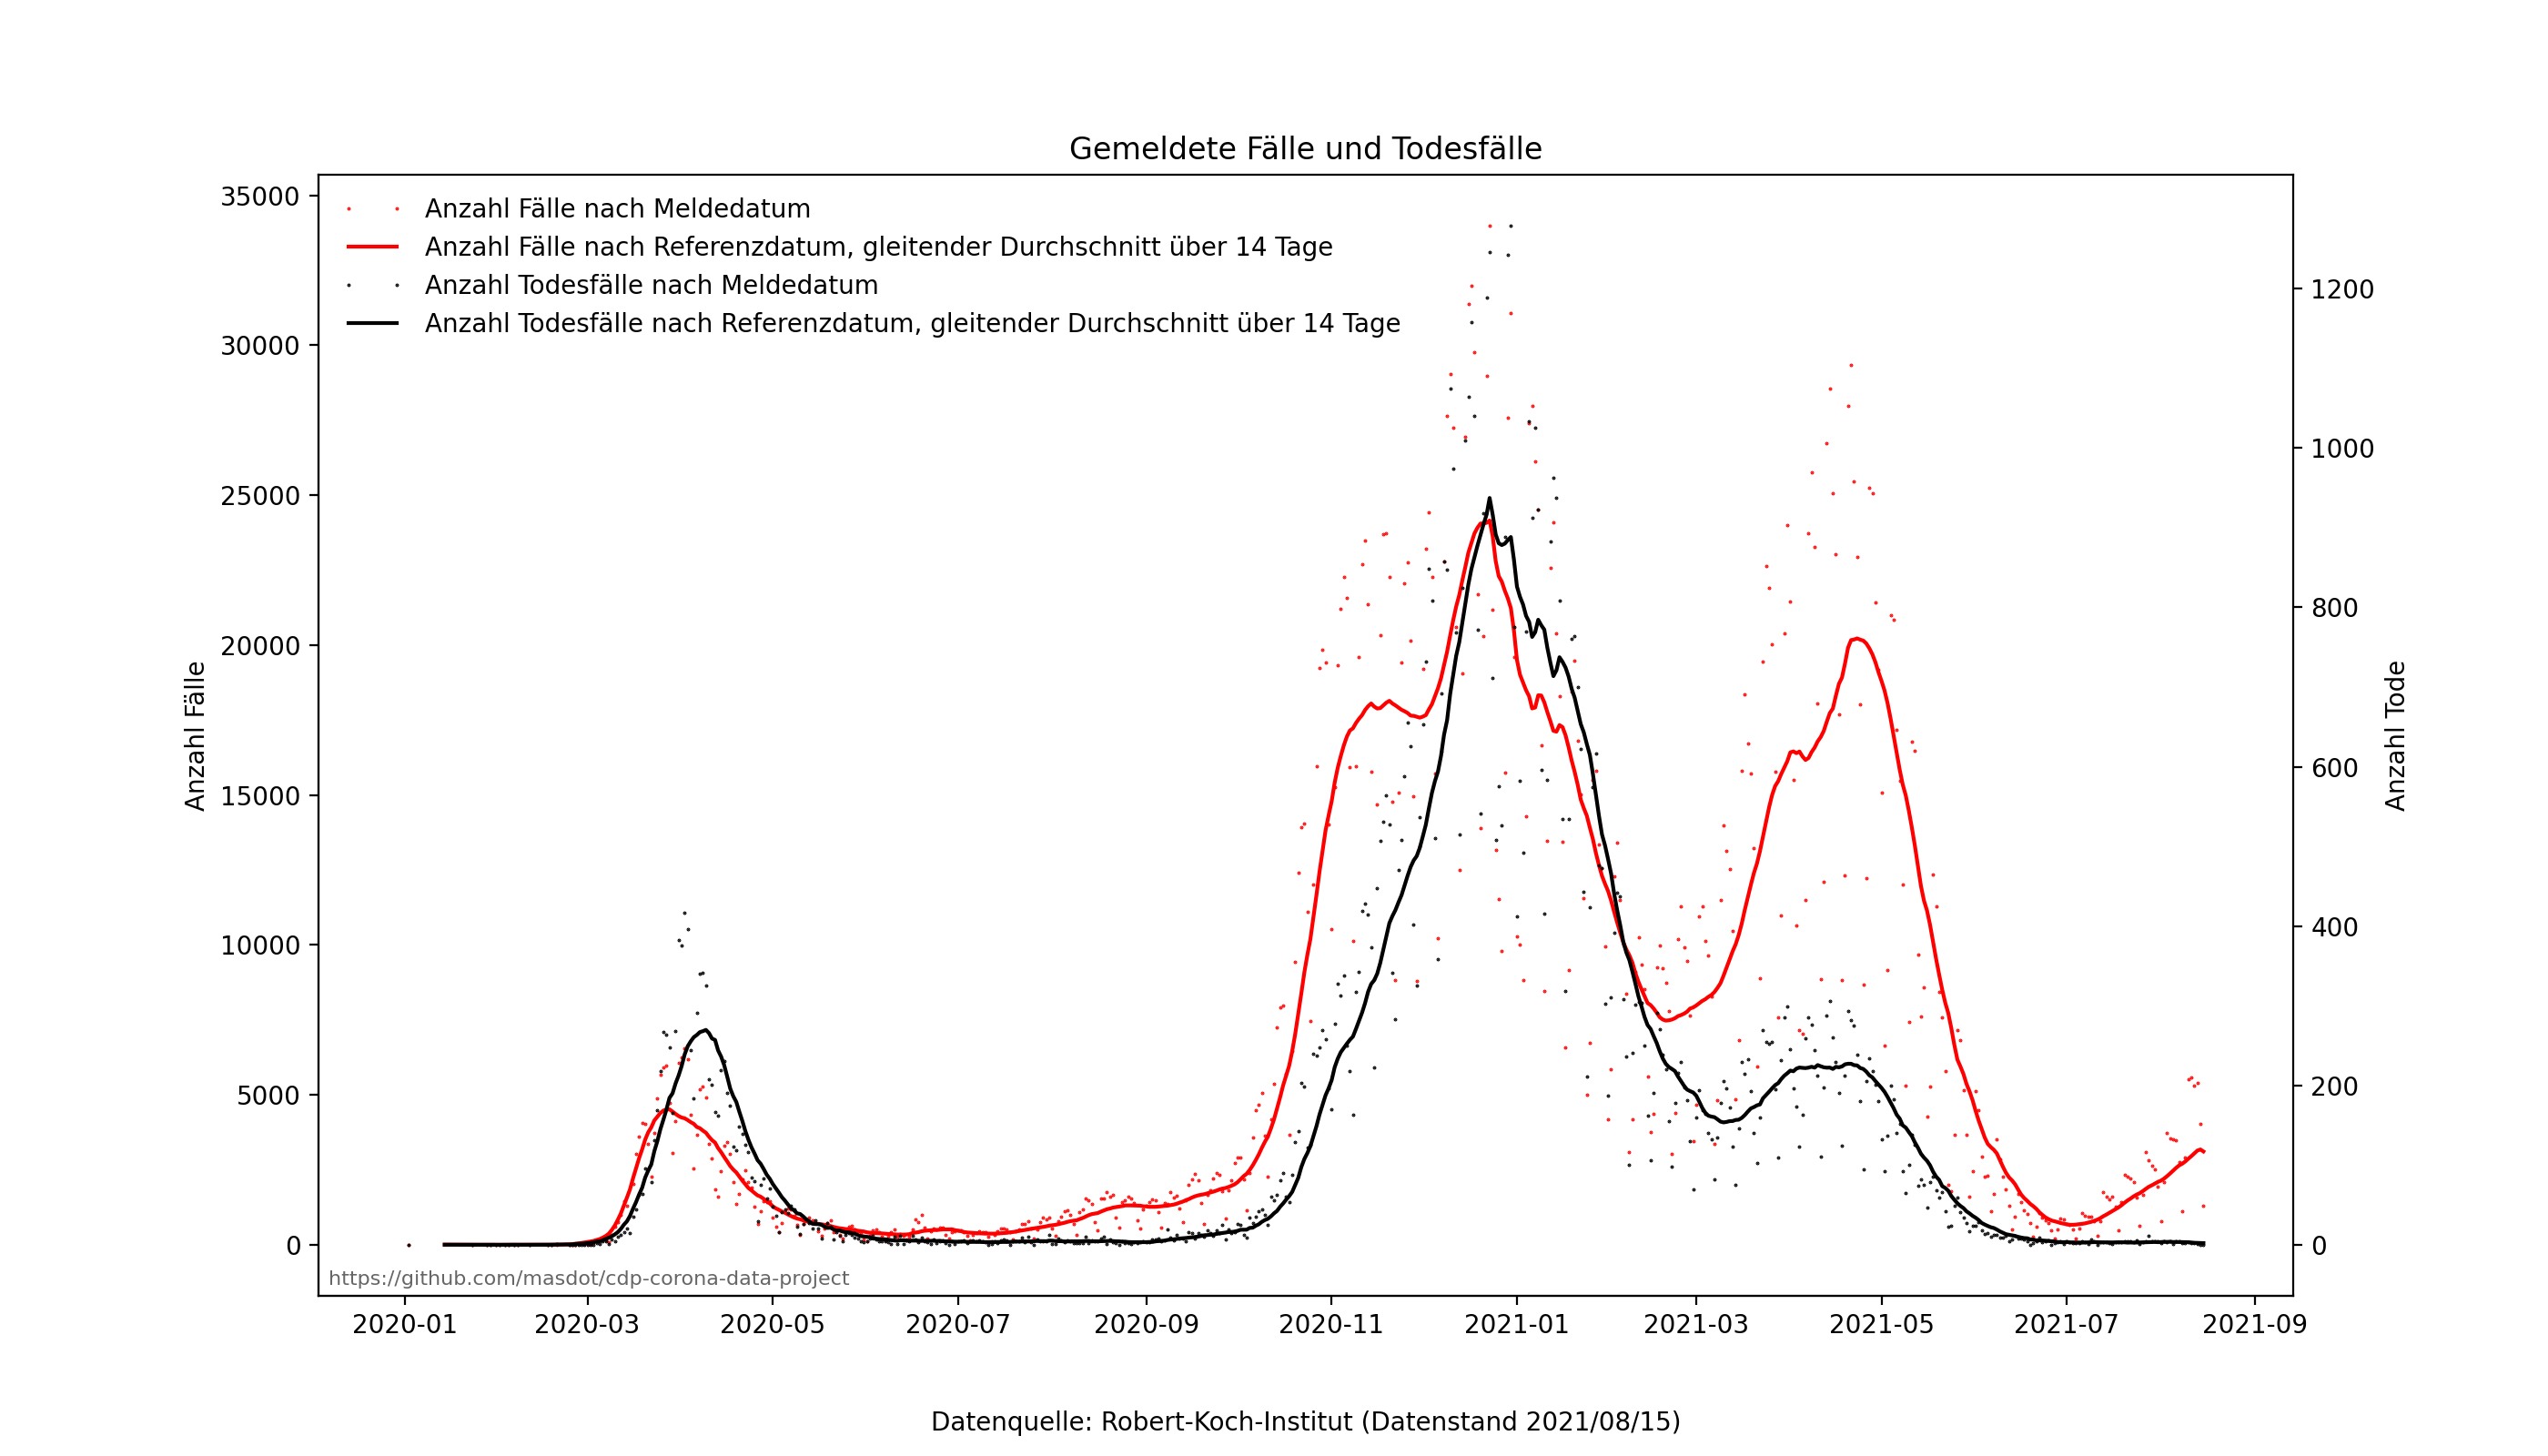 Gemeldete Fälle und Todesfälle
35000
30000
25000
20000
15000
10000
5000
0
Anzahl Fälle
Anzahl Fälle nach Meldedatum
Anzahl Fälle nach Referenzdatum, gleitender Durchschnitt über 14 Tage
Anzahl Todesfälle nach Meldedatum
Anzahl Todesfälle nach Referenzdatum, gleitender Durchschnitt über 14 Tage
1200
1000
800
600
400
200
0
Anzahl Tode
https://github.com/masdot/cdp-corona-data-project
2020-01 2020-03 2020-05 2020-07 2020-09 2020-11 2021-01 2021-03 2021-05 2021-07 2021-09
Datenquelle: Robert-Koch-Institut (Datenstand 2021/08/15)